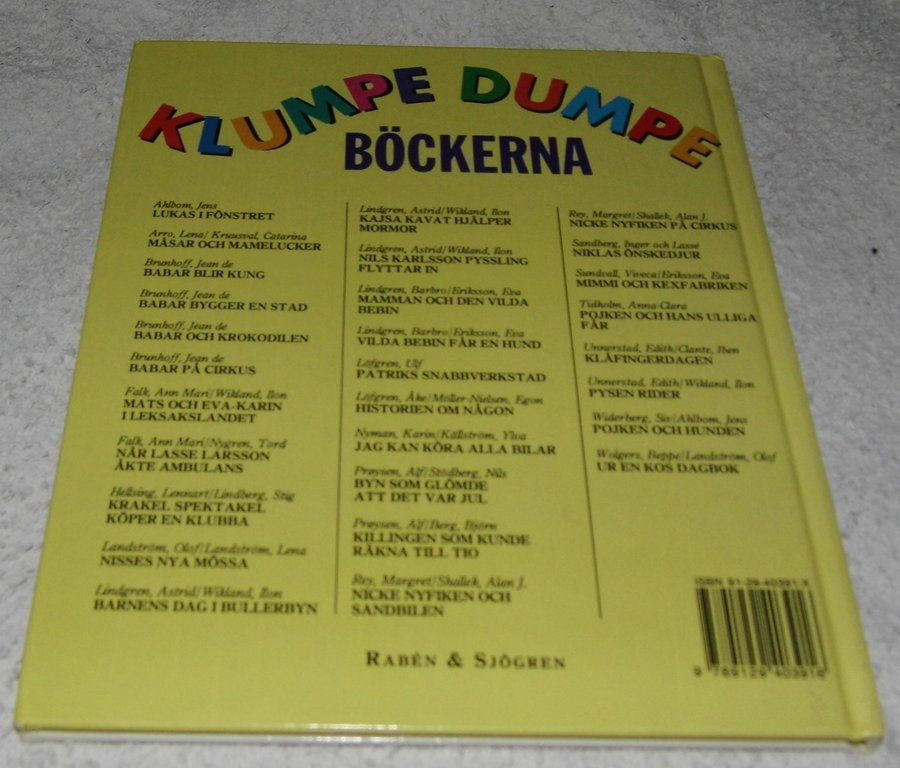 KLUMPE DUMPE
BÖCKERNA
Ahlbom, Jens
LUKAS I FÖNSTRET
Arro, Lena/ Kruusval, Catarina
MÅSAR OCH MAMELUCKER
Brunhoff, Jean de
BABAR BLIR KUNG
Brunhoff, Jean de
BABAR BYGGER EN STAD
Brunhoff, Jean de
BABAR OCH KROKODILEN
Brunhoff, Jean de
BABAR PÅ CIRKUS
Falk, Ann Mari/Wikland, Ilon
MATS OCH EVA-KARIN
I LEKSAKSLANDET
Falk, Ann Mari/Nygren, Tord
NÄR LASSE LARSSON
ÅKTE AMBULANS
Hellsing, Lennart/Lindberg, Stig
KRAKEL SPEKTAKEL
KÖPER EN KLUBBA
Landström, Olof/Landström, Lena
NISSES NYA MÖSSA
Lindgren, Astrid/Wikland, Ilon
BARNENS DAG I BULLERBYN
Lindgren, Astrid/Wikland, Ilon
KAJSA KAVAT HJÄLPER
MORMOR
Lindgren, Astrid/Wikland, Ilon
NILS KARLSSON PYSSLING
FLYTTAR IN
Lindgren, Barbro/Eriksson, Eva
MAMMAN OCH DEN VILDA
BEBIN
Lindgren, Barbro/Eriksson, Eva
VILDA BEBIN FÅR EN HUND
Löfgren, Ulf
PATRIKS SNABBVERKSTAD
Löfgren, Åke/Möller-Nielsen, Egon
HISTORIEN OM NÅGON
Nyman, Karin/Källström, Ylva
JAG KAN KÖRA ALLA BILAR
Prøysen, Alf/Stödberg, Nils
BYN SOM GLÖMDE
ATT DET VAR JUL
Prøysen, Alf/Berg, Björn
KILLINGEN SOM KUNDE
RÄKNA TILL TIO
Rey, Margret/Shallek, Alan J.
NICKE NYFIKEN OCH
SANDBILEN
Rey, Margret/Shallek, Alan J.
NICKE NYFIKEN PÅ CIRKUS
Sandberg, Inger och Lasse
NIKLAS ÖNSKEDJUR
Sundvall, Viveca/Eriksson, Eva
MIMMI OCH KEXFABRIKEN
Tidholm, Anna-Clara
POJKEN OCH HANS ULLIGA
FÅR
Unnerstad, Edith/Clante, Iben
KLÅFINGERDAGEN
Unnerstad, Edith/Wikland, Ilon
PYSEN RIDER
Widerberg, Siv/Ahlbom, Jens
POJKEN OCH HUNDEN
Wolgers, Beppe/Landström, Olof
UR EN KOS DAGBOK
RABÉN & SJÖGREN
ISBN 91-29-40391-X
9 789129 403916